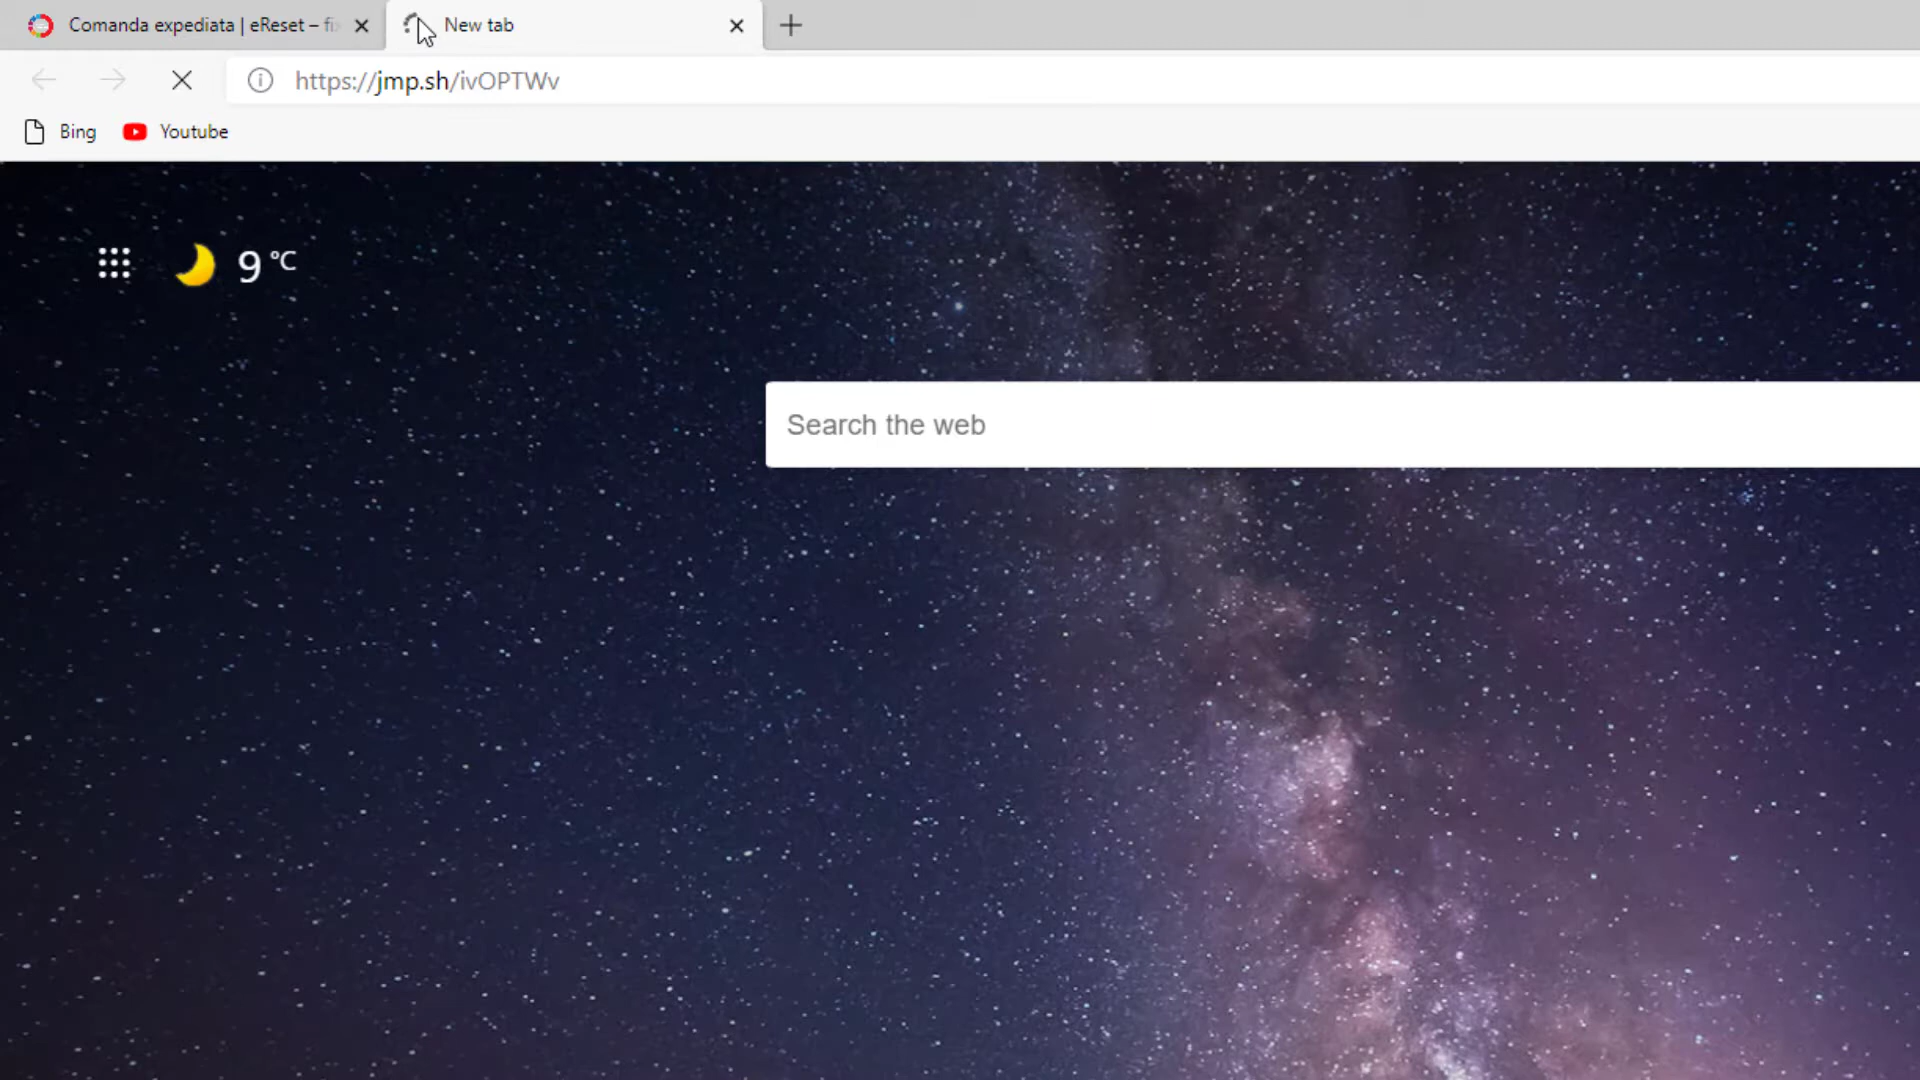 Comanda expediata | eReset – fi
New tab
https://jmp.sh/ivOPTWv
Bing
Youtube
9 °C
Search the web